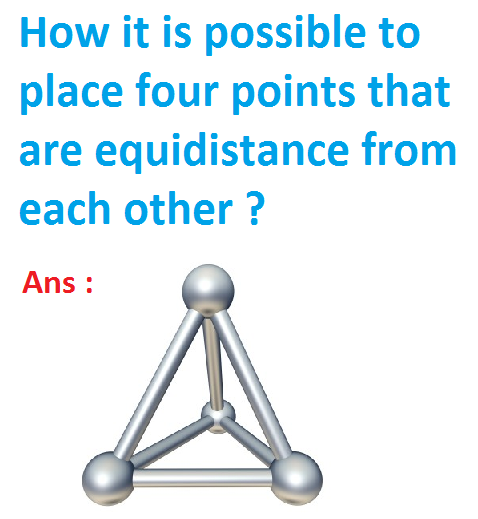 How it is possible to
place four points that
are equidistance from
each other ?
Ans :